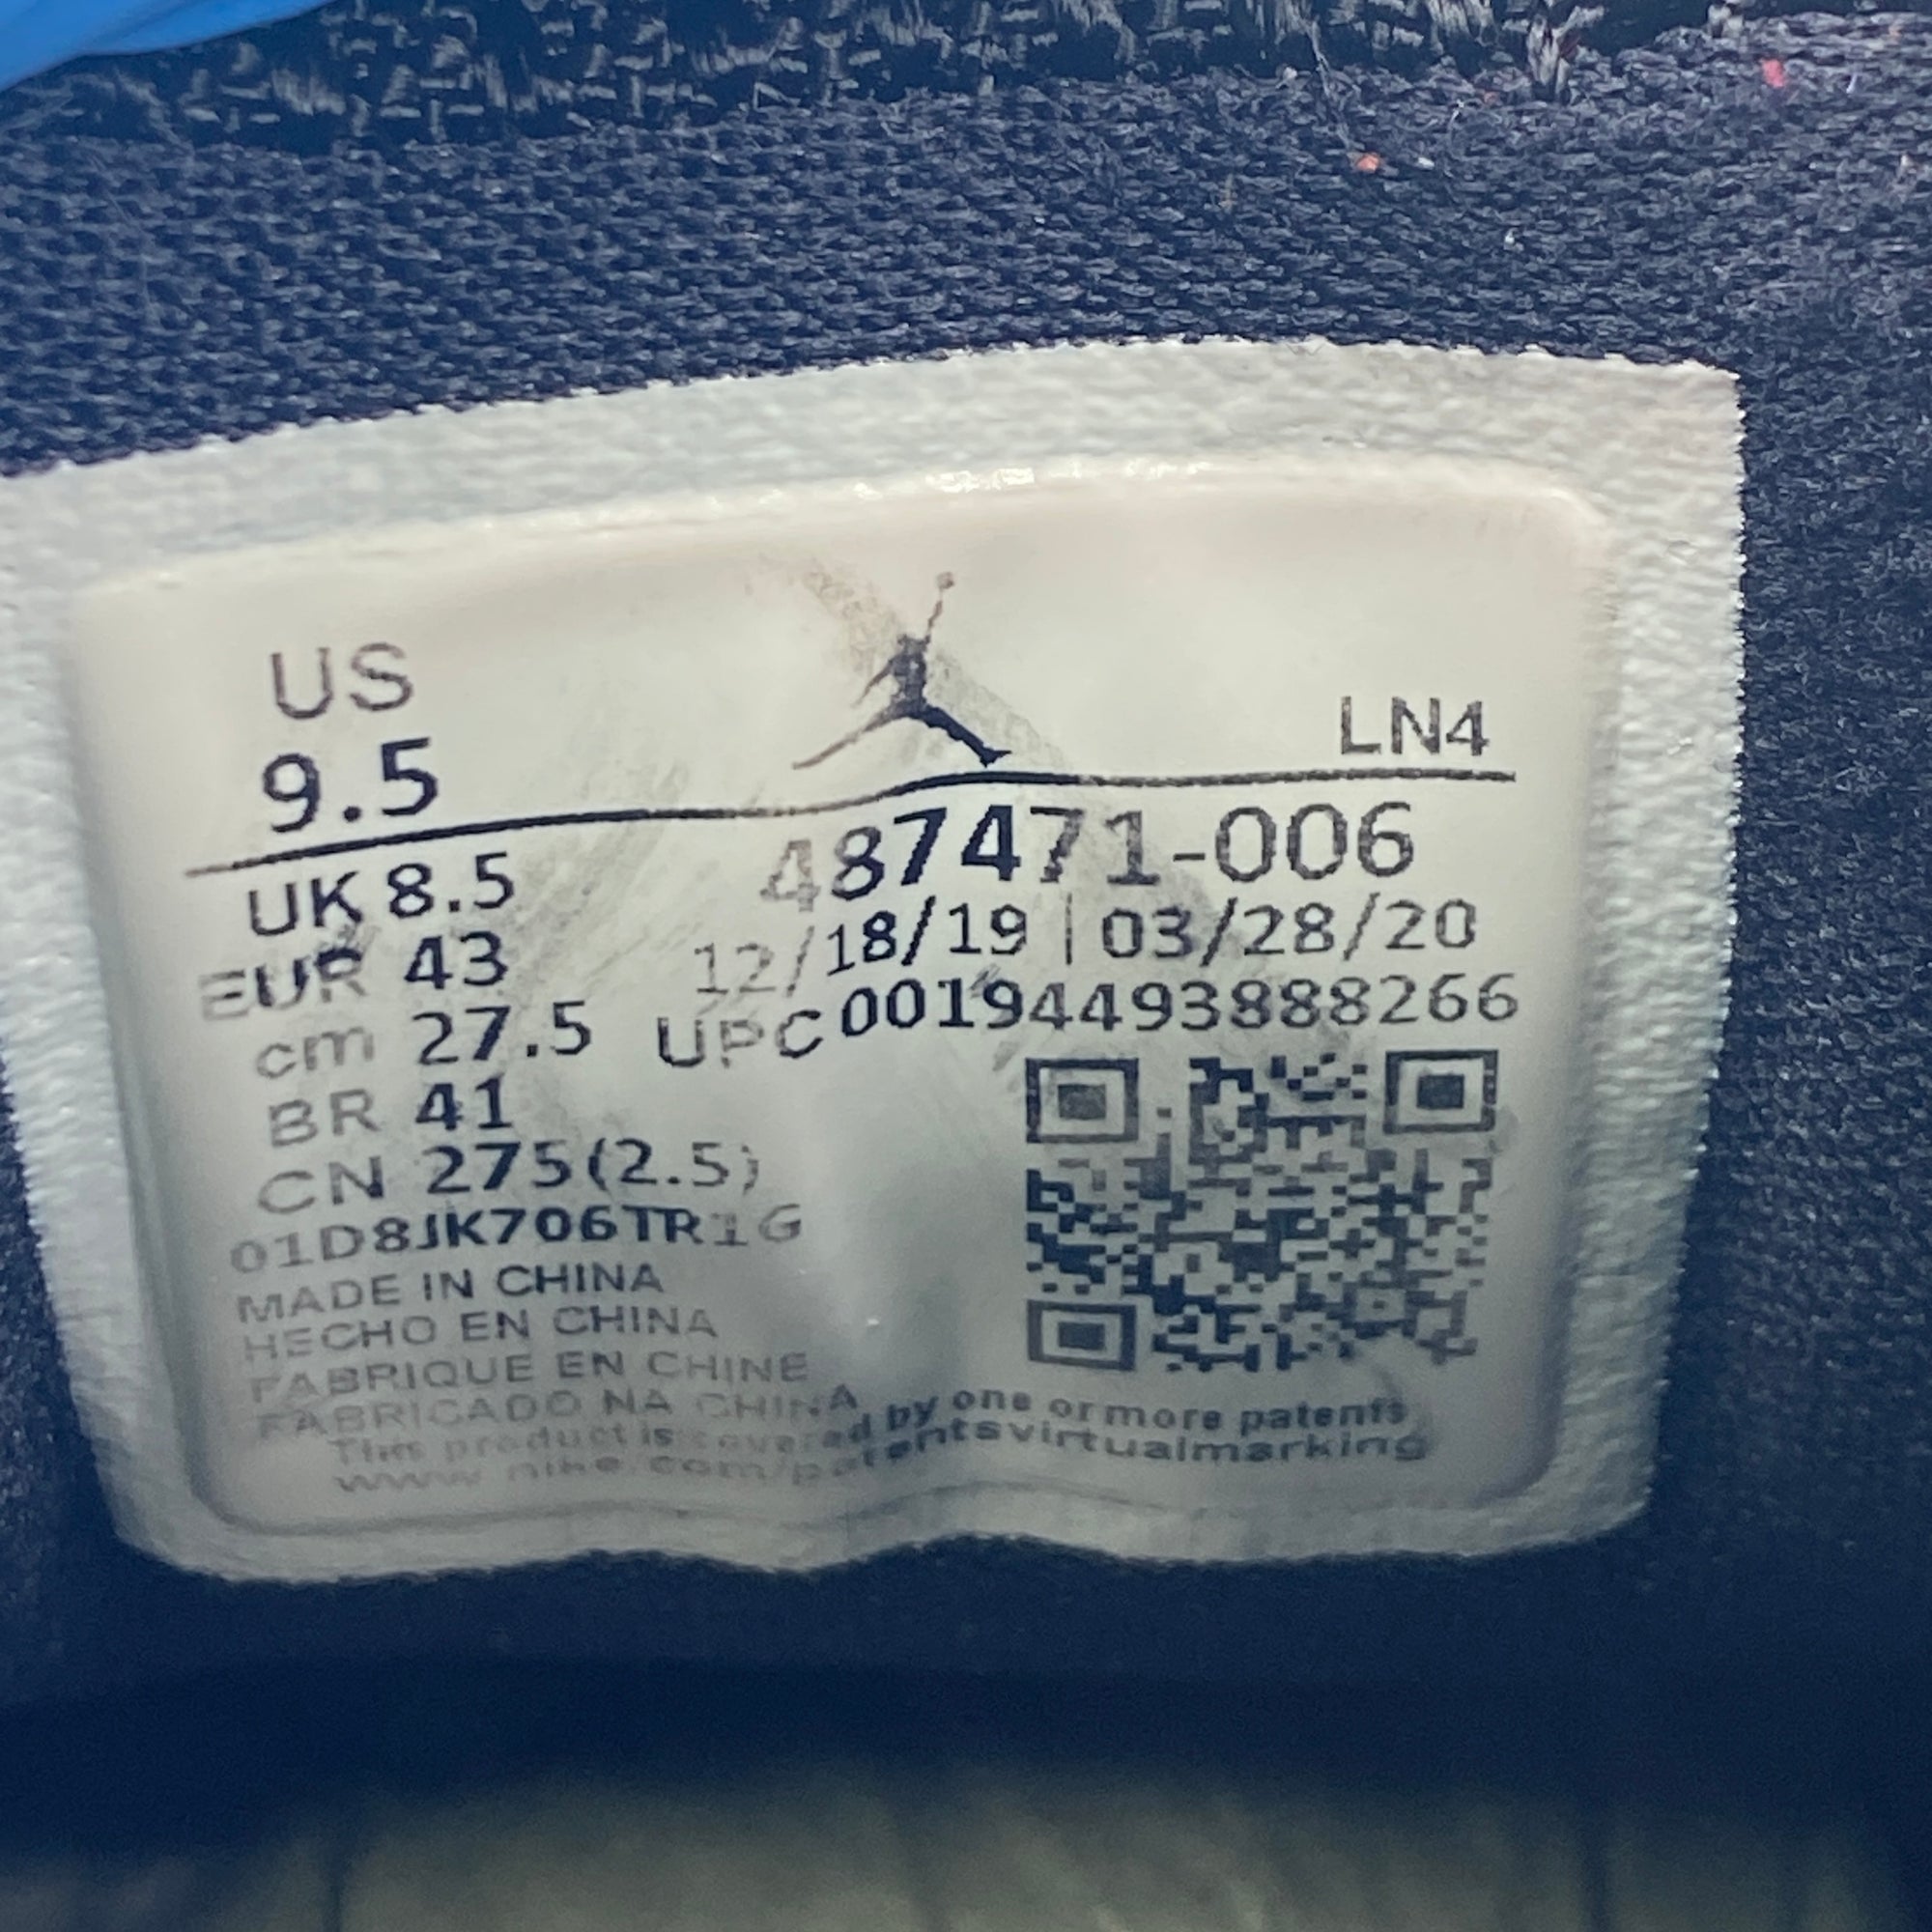 US
9.5
LN4
UK 8.5
487471-006
EUR 43
12/18/19 | 03/28/20
cm 27.5
UPC 00194493888266
BR 41
CN 275(2.5)
01D8JK706TR1G
MADE IN CHINA
HECHO EN CHINA
FABRIQUE EN CHINE
FABRICADO NA CHINA
This product is covered by one or more patents
www nike.com/patentsvirtualmarking